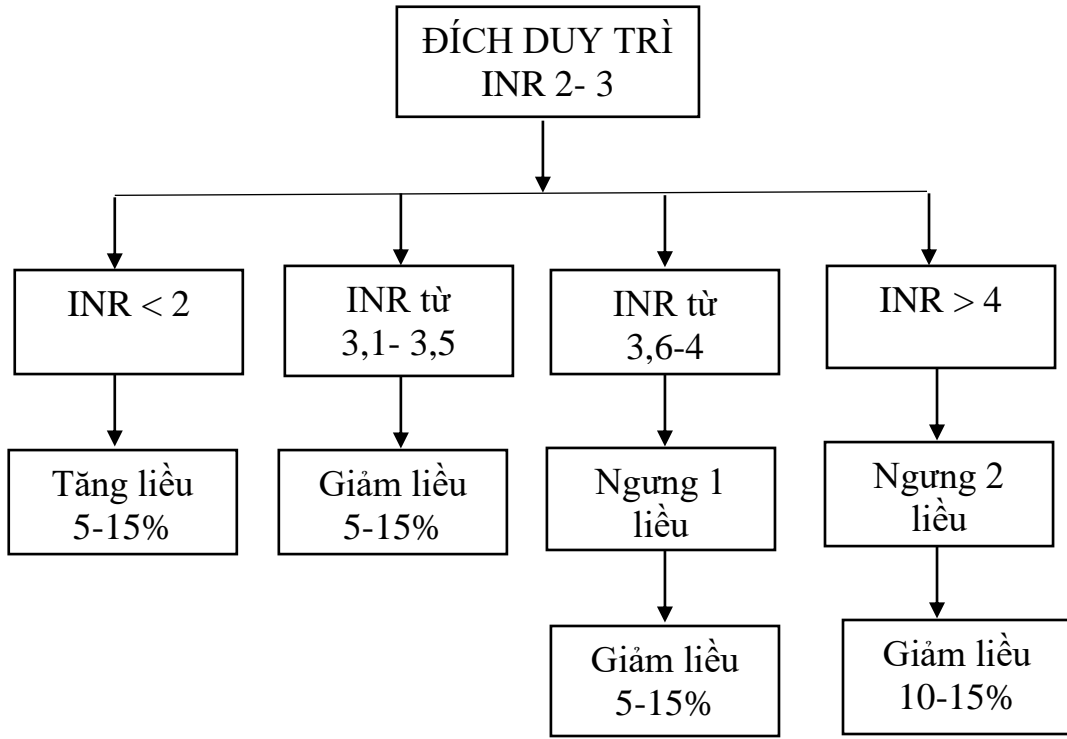 ĐÍCH DUY TRÌ
INR 2- 3
INR < 2
INR từ
3,1- 3,5
INR từ
3,6-4
INR > 4
Tăng liều
5-15%
Giảm liều
5-15%
Ngưng 1
liều
Ngưng 2
liều
Giảm liều
5-15%
Giảm liều
10-15%